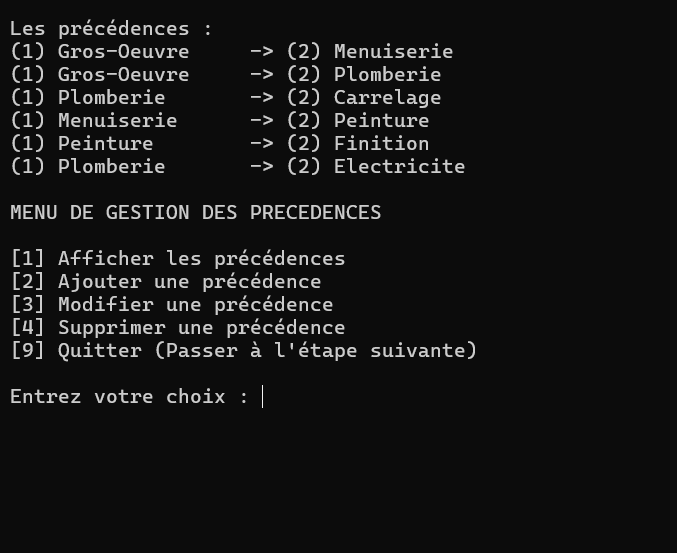 Les précédences :
(1) Gros-Oeuvre -> (2) Menuiserie
(1) Gros-Oeuvre -> (2) Plomberie
(1) Plomberie -> (2) Carrelage
(1) Menuiserie -> (2) Peinture
(1) Peinture -> (2) Finition
(1) Plomberie -> (2) Electricite
MENU DE GESTION DES PRECEDENCES
[1] Afficher les précédences
[2] Ajouter une précédence
[3] Modifier une précédence
[4] Supprimer une précédence
[9] Quitter (Passer à l'étape suivante)
Entrez votre choix :